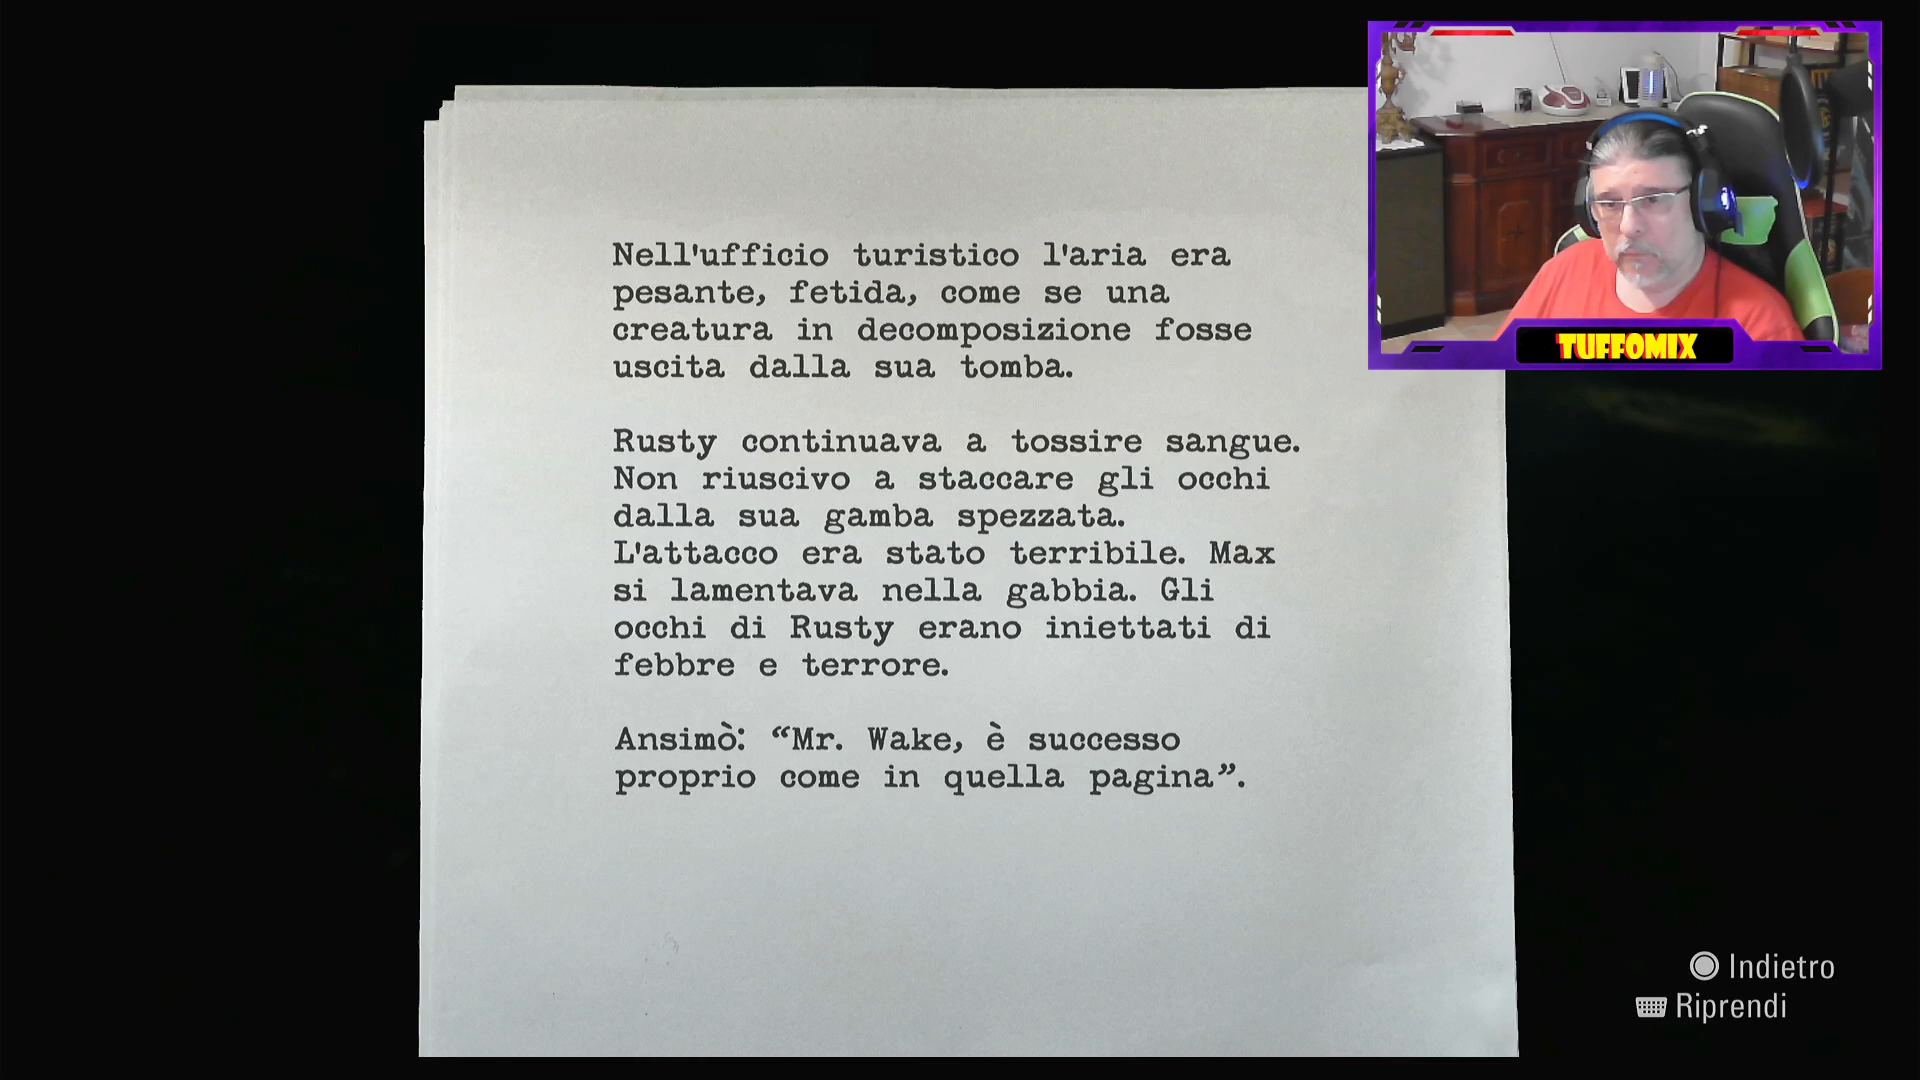 Nell'ufficio turistico l'aria era
pesante, fetida, come se una
creatura in decomposizione fosse
uscita dalla sua tomba.
Rusty continuava a tossire sangue.
Non riuscivo a staccare gli occhi
dalla sua gamba spezzata.
L'attacco era stato terribile. Max
si lamentava nella gabbia. Gli
occhi di Rusty erano iniettati di
febbre e terrore.
Ansimò: “Mr. Wake, è successo
proprio come in quella pagina”.
TUFFOMIX
Indietro
Riprendi